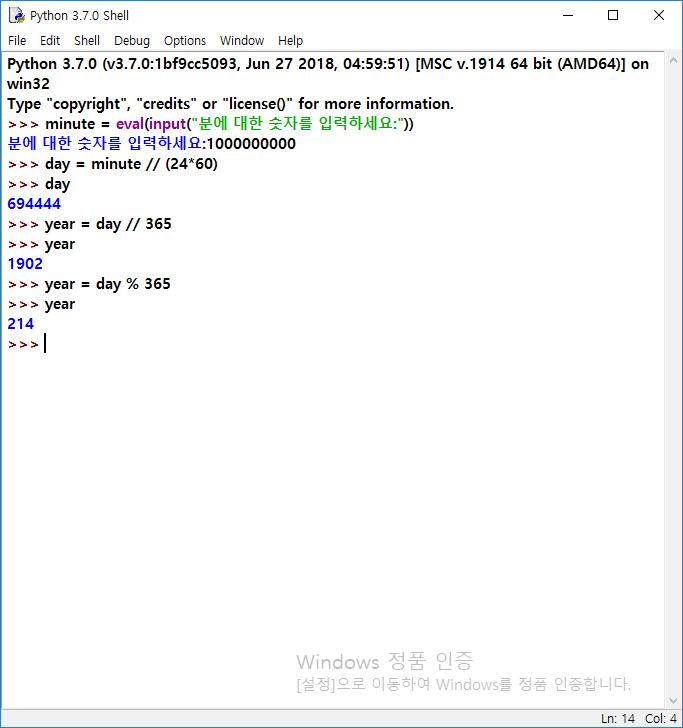 Python 3.7.0 Shell
File Edit Shell Debug Options Window Help
Python 3.7.0 (v3.7.0:1bf9cc5093, Jun 27 2018, 04:59:51) [MSC v.1914 64 bit (AMD64)] on
win32
Type "copyright", "credits" or "license()" for more information.
>>> minute = eval(input("분에 대한 숫자를 입력하세요:"))
분에 대한 숫자를 입력하세요:1000000000
>>> day = minute // (24*60)
>>> day
694444
>>> year = day // 365
>>> year
1902
>>> year = day % 365
>>> year
214
>>>
Windows 정품 인증
[설정]으로 이동하여 Windows를 정품 인증합니다.
Ln: 14 Col: 4